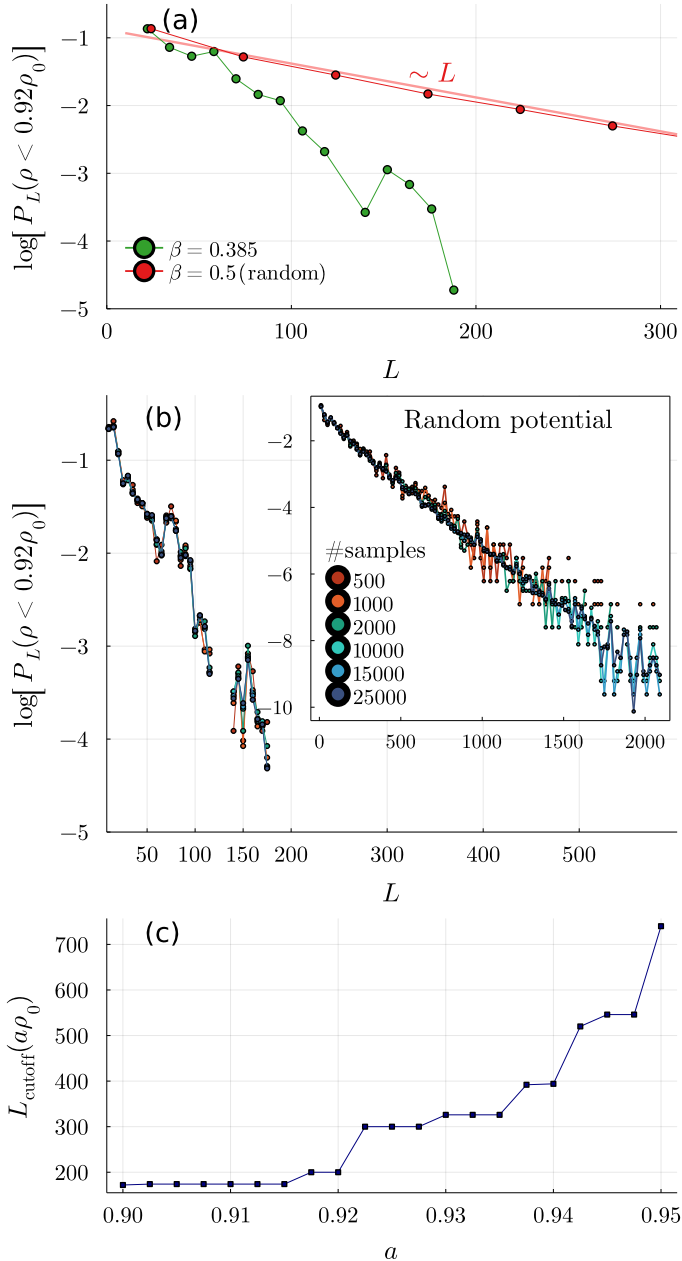 (a)
log[ P_L(ρ < 0.92ρ_0)]
−1
−2
−3
−4
−5
∼ L
β = 0.385
β = 0.5 (random)
0 100 200 300
L
(b)
log[ P_L(ρ < 0.92ρ_0)]
−1
−2
−3
−4
−5
50 100 150 200 300 400 500
L
Random potential
−2
−4
−6
−8
−10
#samples
500
1000
2000
10000
15000
25000
0 500 1000 1500 2000
(c)
L_cutoff(aρ_0)
700
600
500
400
300
200
0.90 0.91 0.92 0.93 0.94 0.95
a